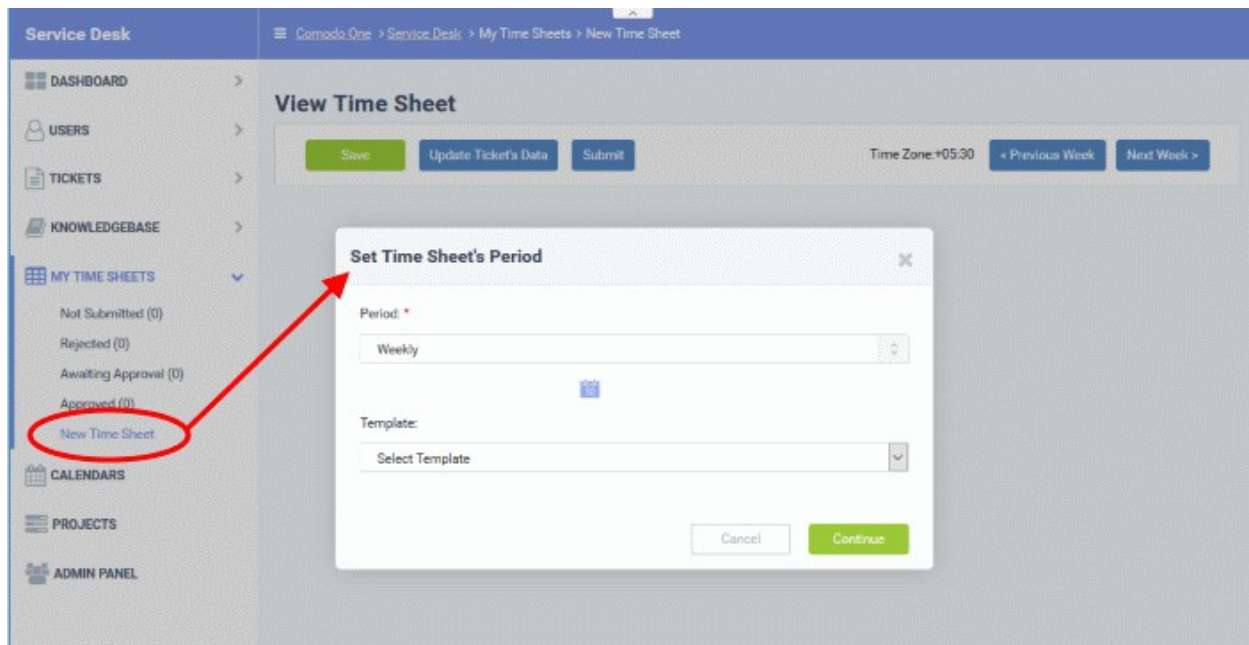 Service Desk
Comodo One > Service Desk > My Time Sheets > New Time Sheet
DASHBOARD
USERS
TICKETS
KNOWLEDGEBASE
MY TIME SHEETS
Not Submitted (0)
Rejected (0)
Awaiting Approval (0)
Approved (0)
New Time Sheet
CALENDARS
PROJECTS
ADMIN PANEL
View Time Sheet
Save Update Ticket's Data Submit Time Zone:+05:30 « Previous Week Next Week »
Set Time Sheet's Period
Period: *
Weekly
Template:
Select Template
Cancel Continue